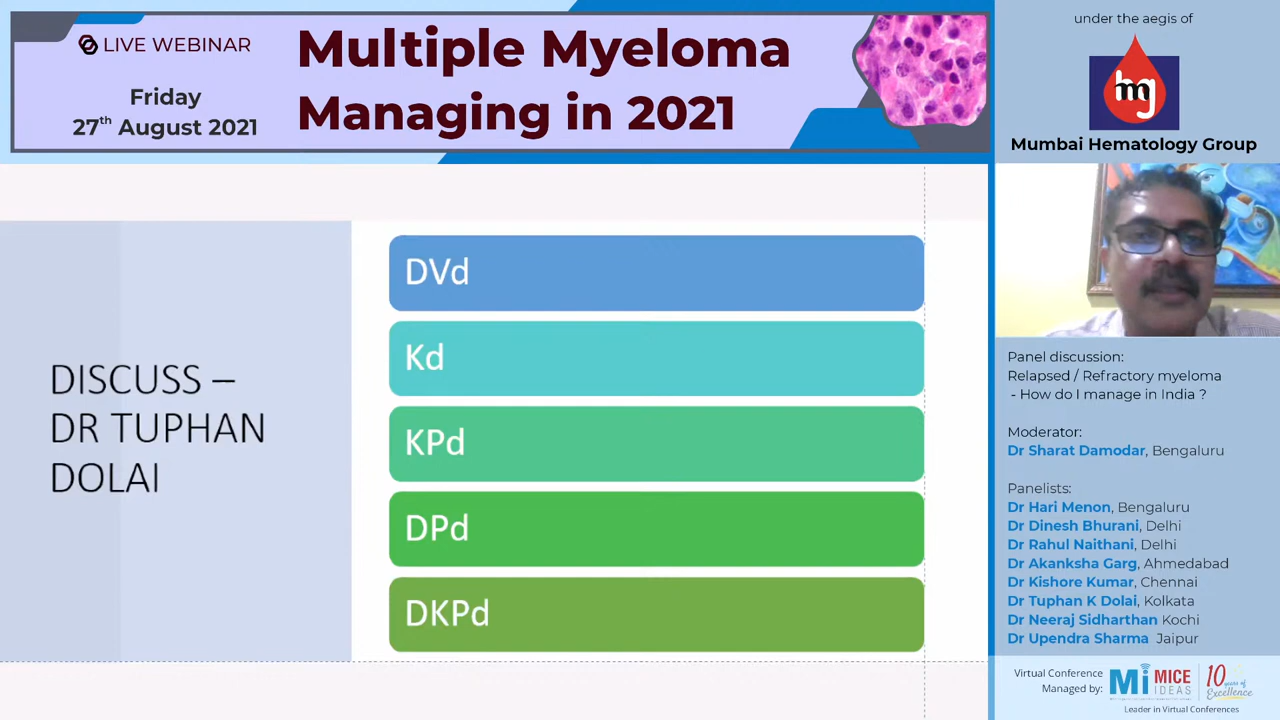 LIVE WEBINAR
Friday
27th August 2021
Multiple Myeloma
Managing in 2021
under the aegis of
hmg
Mumbai Hematology Group
DISCUSS –
DR TUPHAN
DOLAI
DVd
Kd
KPd
DPd
DKPd
Panel discussion:
Relapsed / Refractory myeloma
- How do I manage in India ?
Moderator:
Dr Sharat Damodar, Bengaluru
Panelists:
Dr Hari Menon, Bengaluru
Dr Dinesh Bhurani, Delhi
Dr Rahul Naithani, Delhi
Dr Akanksha Garg, Ahmedabad
Dr Kishore Kumar, Chennai
Dr Tuphan K Dolai, Kolkata
Dr Neeraj Sidharthan Kochi
Dr Upendra Sharma Jaipur
Virtual Conference
Managed by:
Mi MICE
IDEAS
10 years of
Excellence
Leader in Virtual Conferences